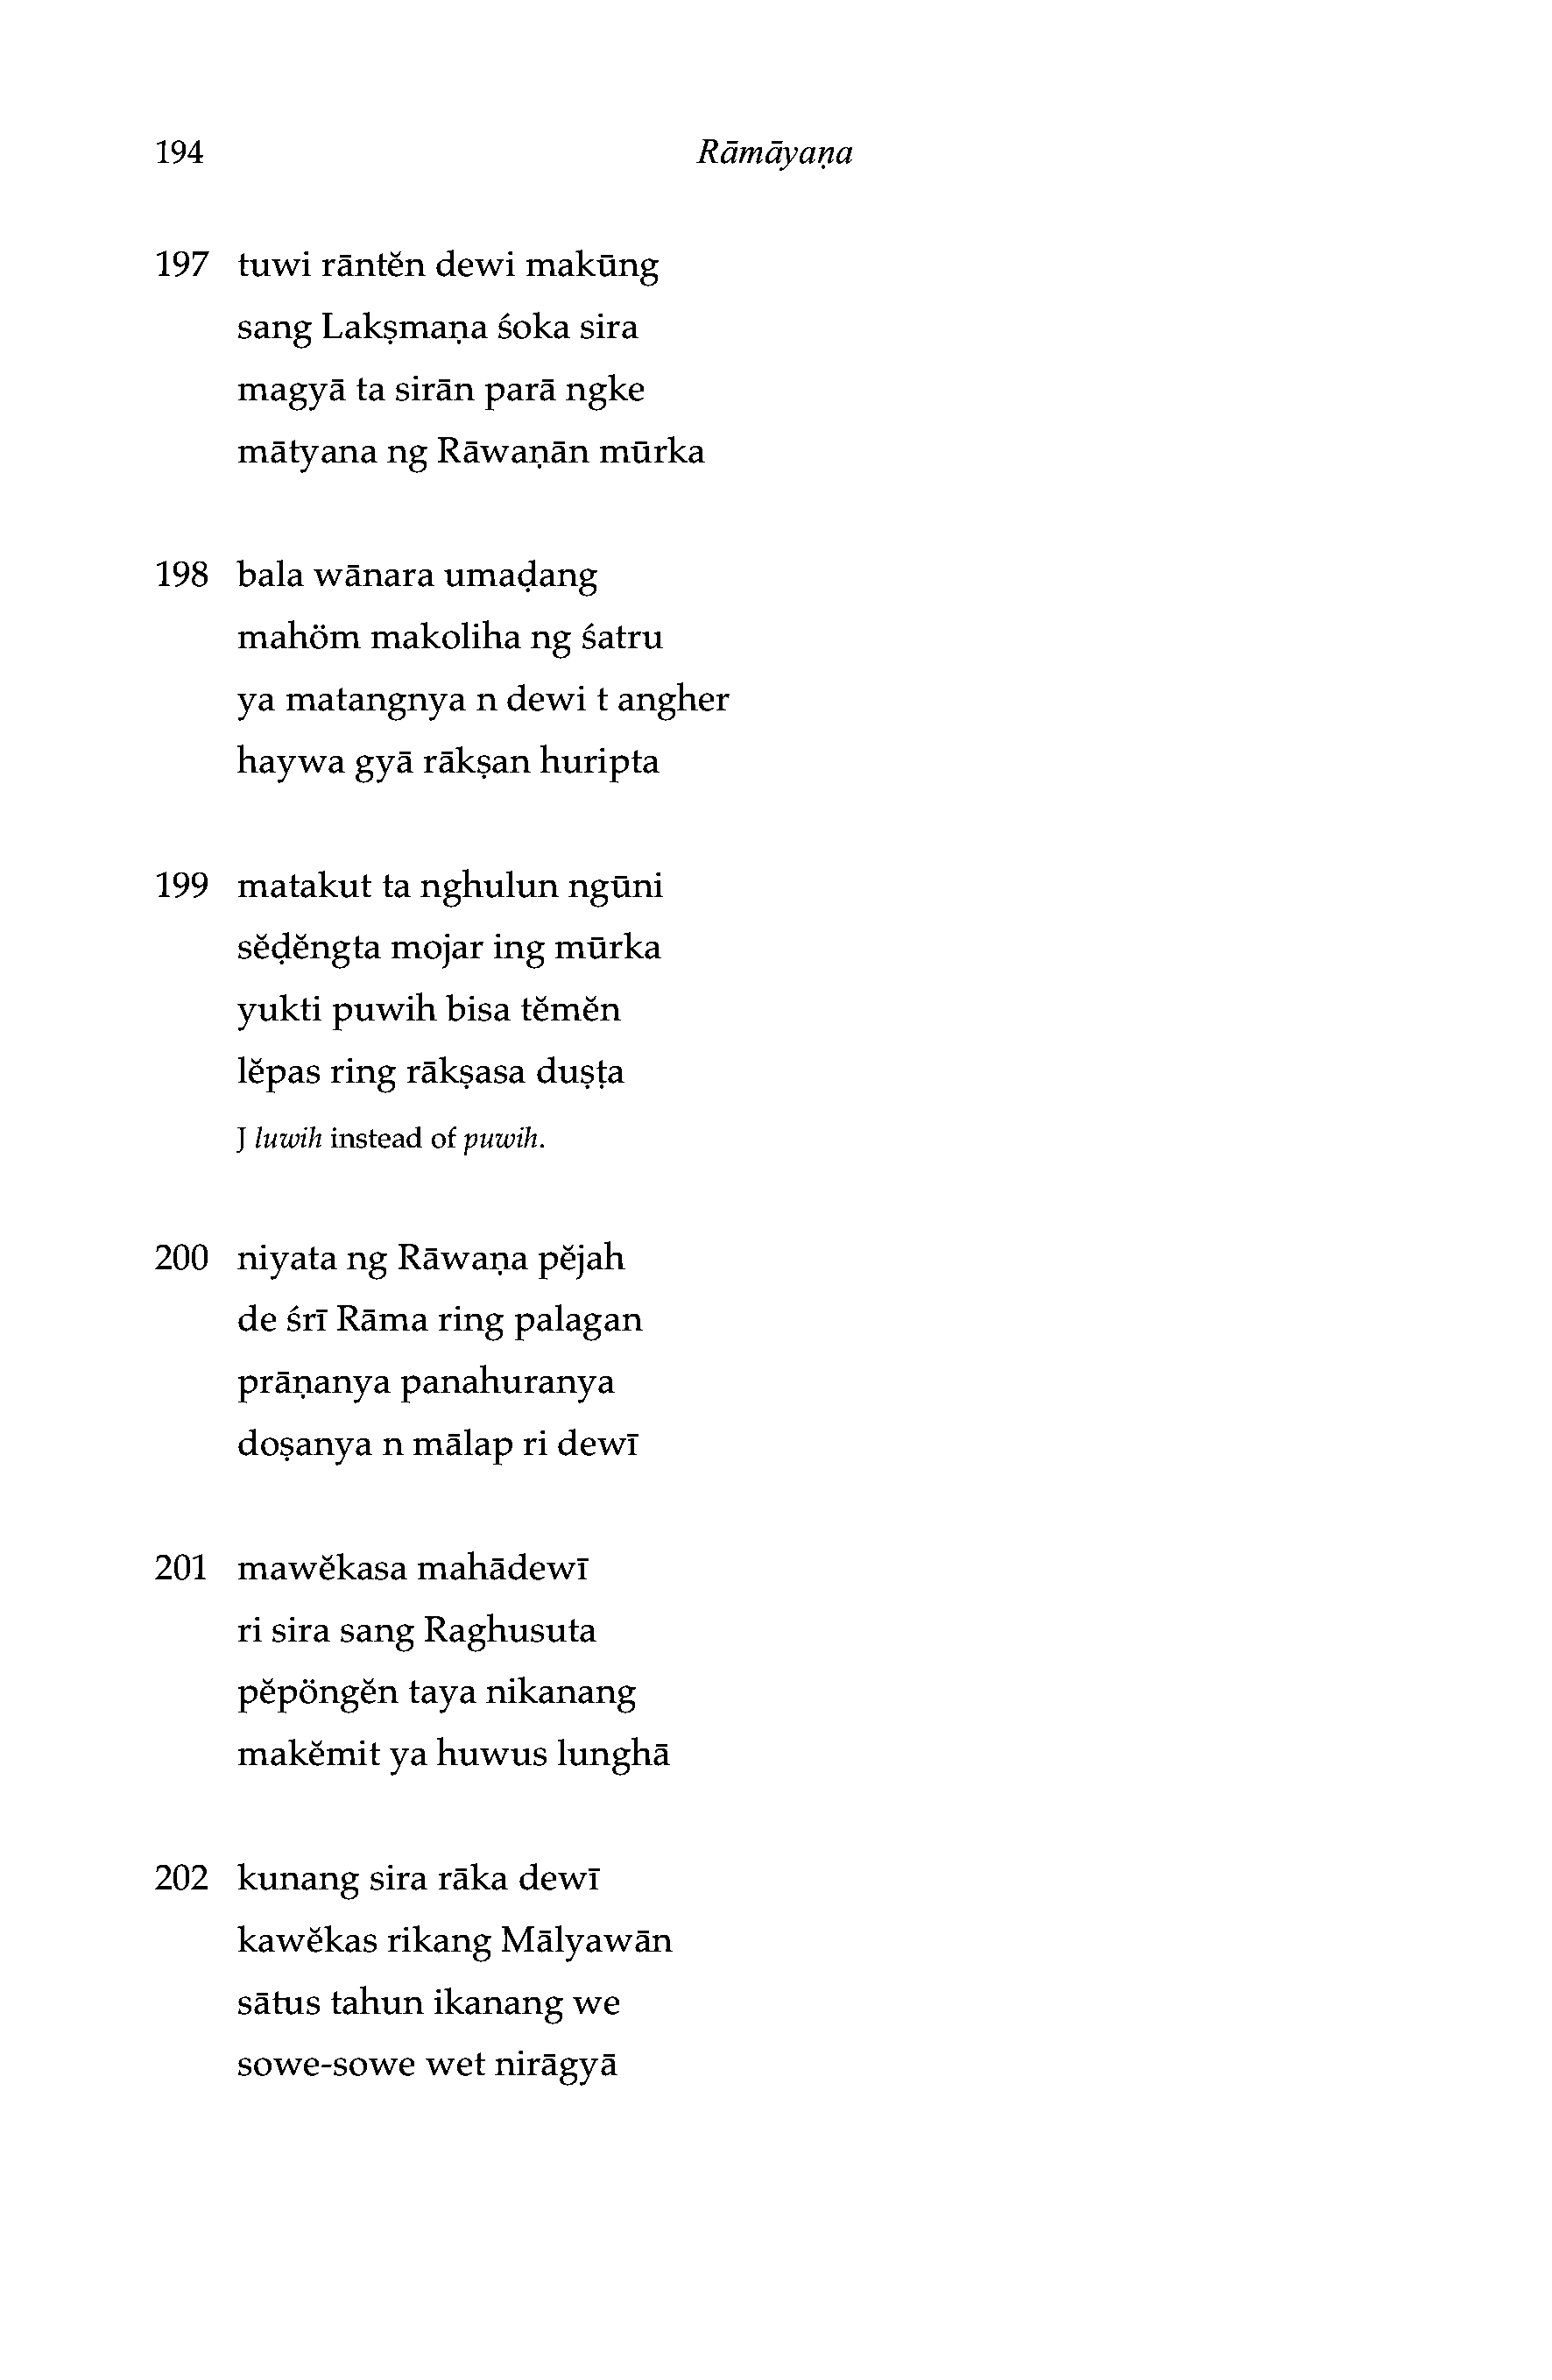 194 Rāmāyaṇa
197 tuwi rāntĕn dewi makūng
sang Lakṣmaṇa śoka sira
magyā ta sirān parā ngke
mātyana ng Rāwaṇān mūrka
198 bala wānara umaḍang
mahöm makoliha ng śatru
ya matangnya n dewi t angher
haywa gyā rākṣan huripta
199 matakut ta nghulun ngūni
sĕḍĕngta mojar ing mūrka
yukti puwih bisa tĕmĕn
lĕpas ring rākṣasa duṣṭa
J luwih instead of puwih.
200 niyata ng Rāwaṇa pĕjah
de śrī Rāma ring palagan
prāṇanya panahuranya
doṣanya n mālap ri dewī
201 mawĕkasa mahādewī
ri sira sang Raghusuta
pĕpöngĕn taya nikanang
makĕmit ya huwus lunghā
202 kunang sira rāka dewī
kawĕkas rikang Mālyawān
sātus tahun ikanang we
sowe-sowe wet nirāgyā